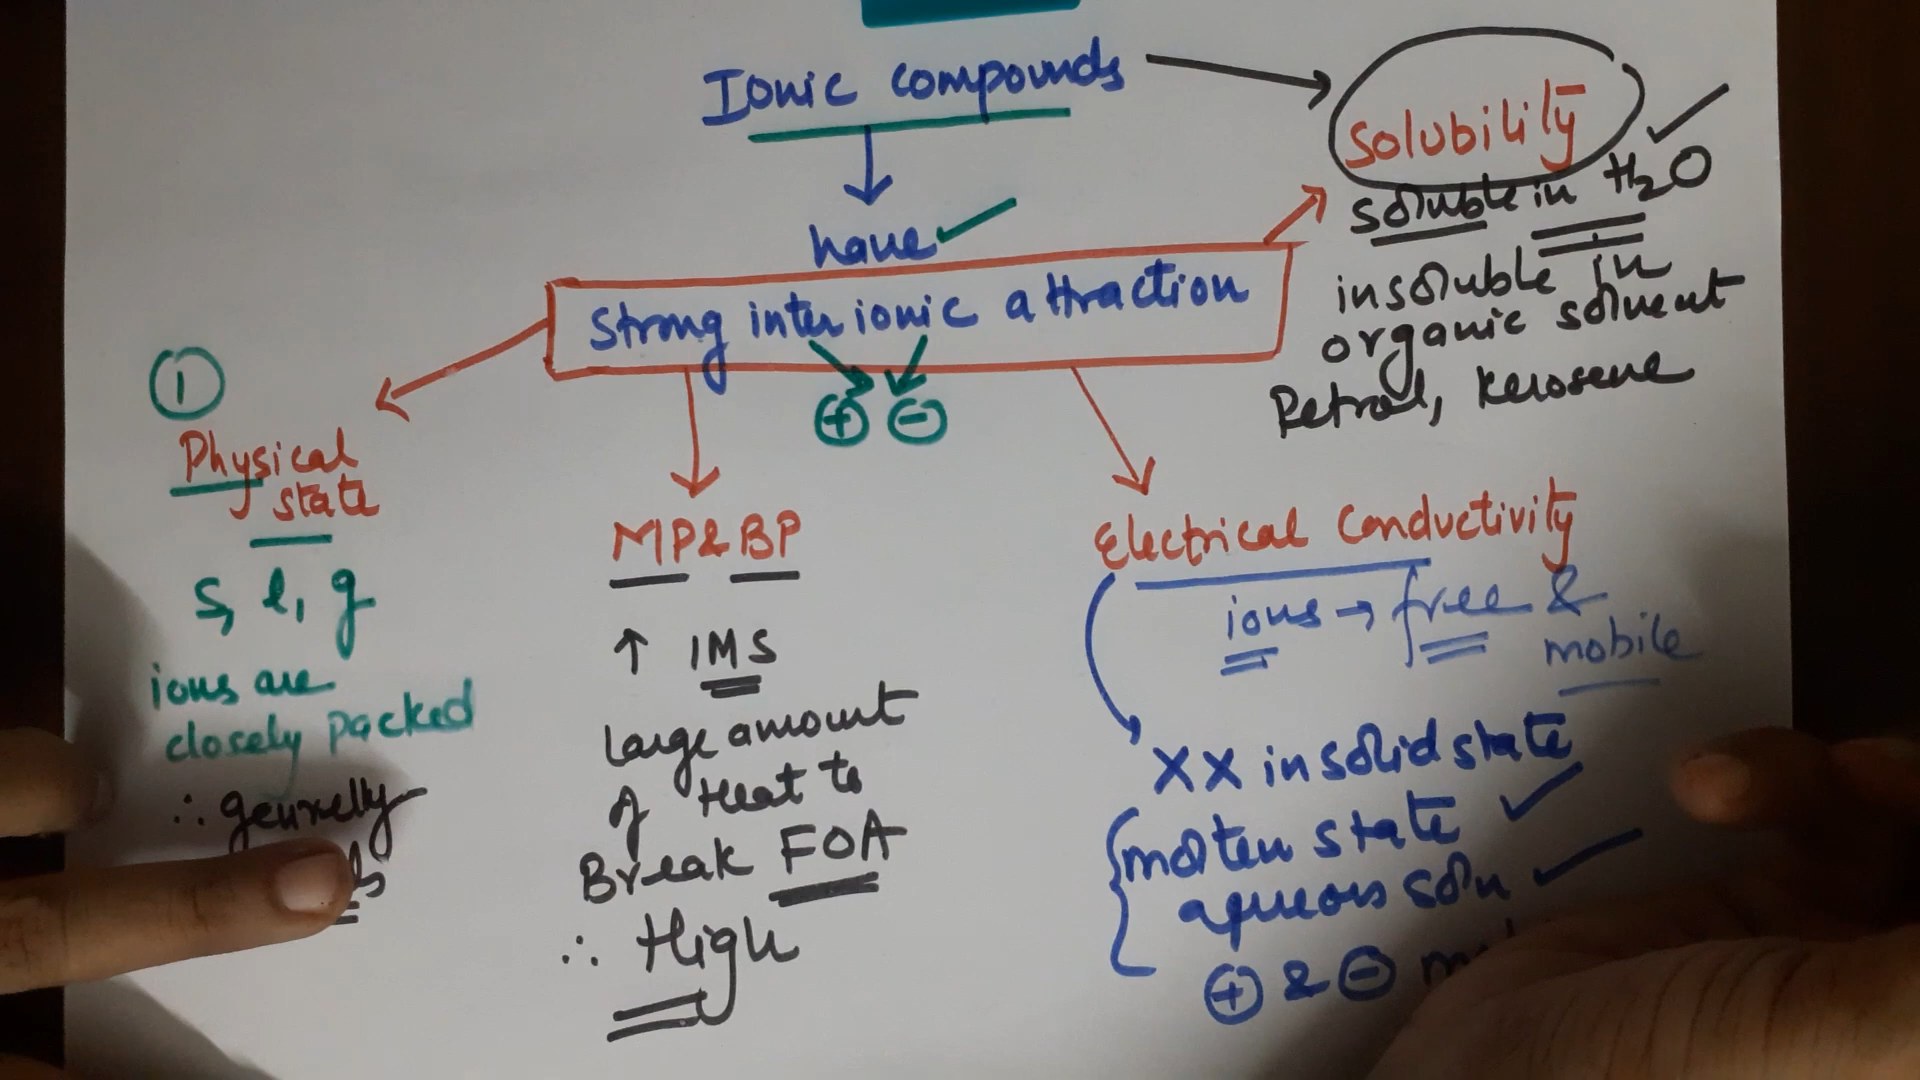 Ionic compounds
have
Strong inter ionic attraction
+ -
Solubility
soluble in H2O
insoluble in
organic solvent
Petrol, Kerosene
1
Physical
state
s, l, g
ions are
closely packed
∴ generelly
MP & BP
↑ IMS
large amount
of Heat to
Break FOA
∴ High
Electrical Conductivity
ions → free &
mobile
XX in solid state
molten state ✓
aqueous soln ✓
+ & -